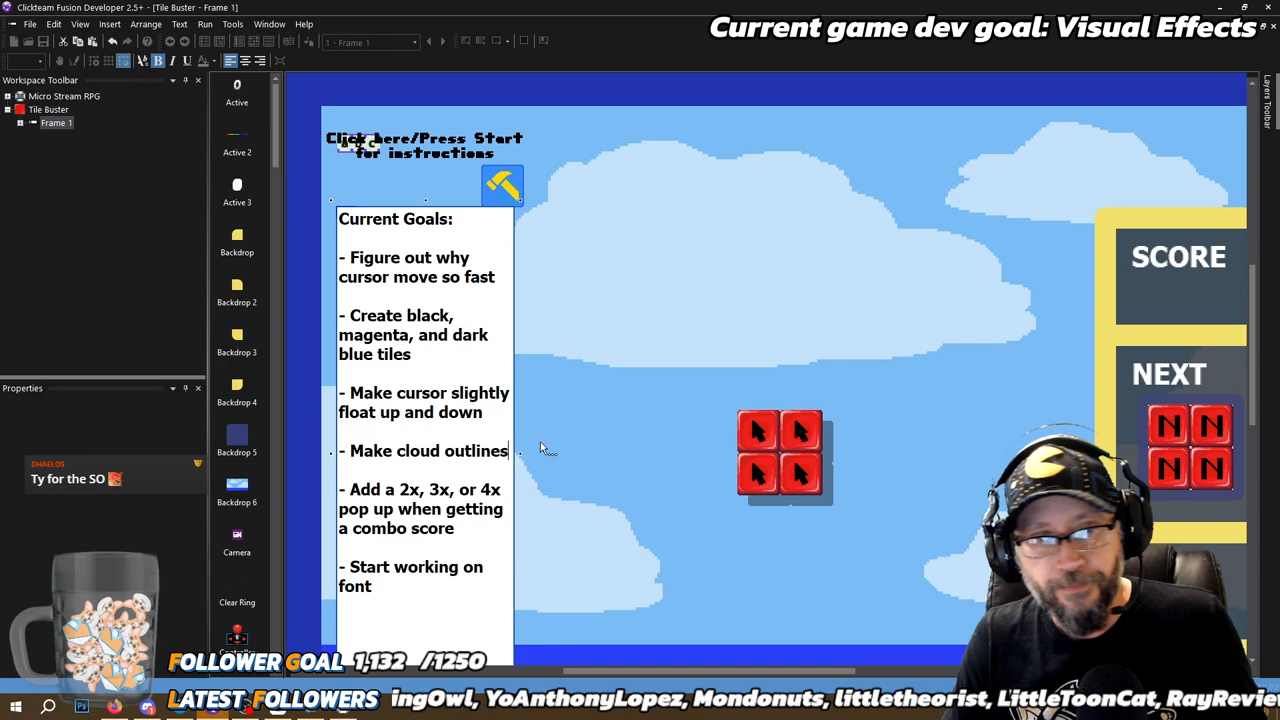 Clickteam Fusion Developer 2.5+ - [Tile Buster - Frame 1]
Current game dev goal: Visual Effects
File Edit View Insert Arrange Text Run Tools Window Help
1 - Frame 1
Workspace Toolbar
Micro Stream RPG
Tile Buster
Frame 1
Properties
Active
Active 2
Active 3
Backdrop
Backdrop 2
Backdrop 3
Backdrop 4
Backdrop 5
Backdrop 6
Camera
Clear Ring
Layers Toolbar
Click here/Press Start
for instructions
Current Goals:
- Figure out why
cursor move so fast
- Create black,
magenta, and dark
blue tiles
- Make cursor slightly
float up and down
- Make cloud outlines
- Add a 2x, 3x, or 4x
pop up when getting
a combo score
- Start working on
font
SCORE
NEXT
N N
N N
DHAELOS
Ty for the SO
FOLLOWER GOAL 1,132 /1250
LATEST FOLLOWERS ingOwl, YoAnthonyLopez, Mondonuts, littletheorist, LittleToonCat, RayRevie